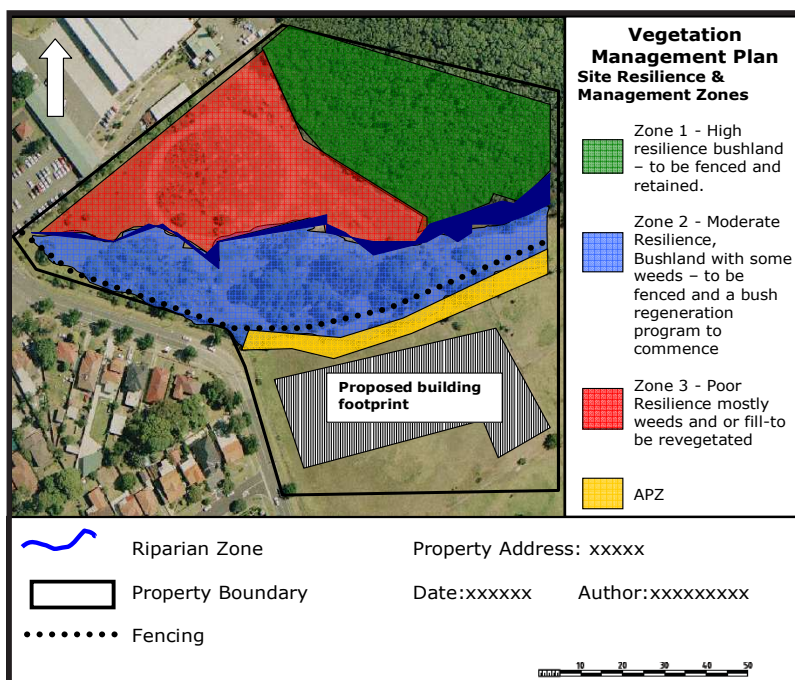 Vegetation
Management Plan
Site Resilience &
Management Zones
Zone 1 - High
resilience bushland
– to be fenced and
retained.
Zone 2 - Moderate
Resilience,
Bushland with some
weeds – to be
fenced and a bush
regeneration
program to
commence
Zone 3 - Poor
Resilience mostly
weeds and or fill-to
be revegetated
APZ
Proposed building
footprint
Riparian Zone
Property Address: xxxxx
Property Boundary
Date:xxxxxx
Author:xxxxxxxxx
Fencing
10 20 30 40 50